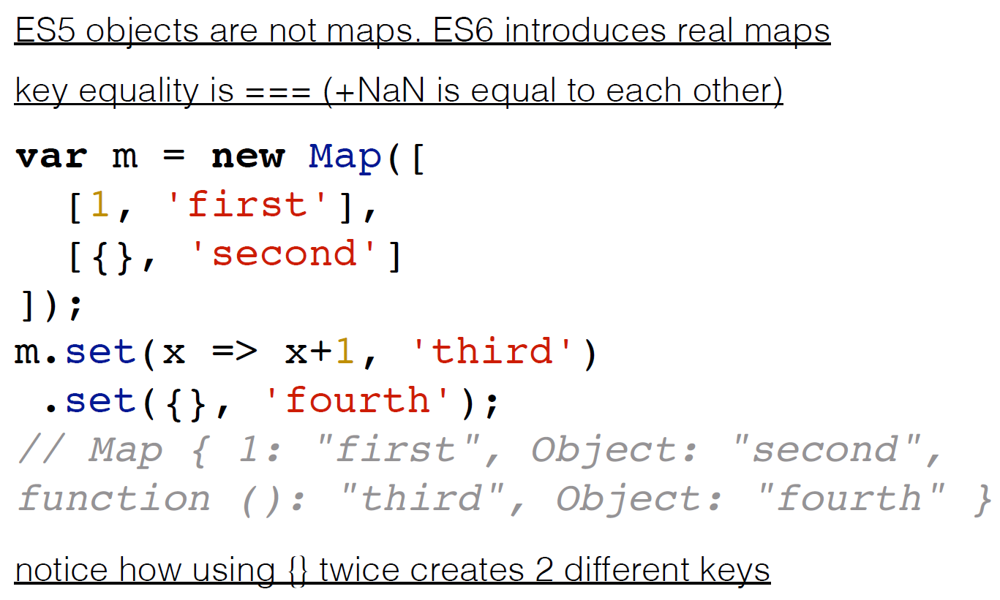 ES5 objects are not maps. ES6 introduces real maps
key equality is === (+NaN is equal to each other)
var m = new Map([
  [1, 'first'],
  [{}, 'second']
]);
m.set(x => x+1, 'third')
 .set({}, 'fourth');
// Map { 1: "first", Object: "second",
function (): "third", Object: "fourth" }
notice how using {} twice creates 2 different keys